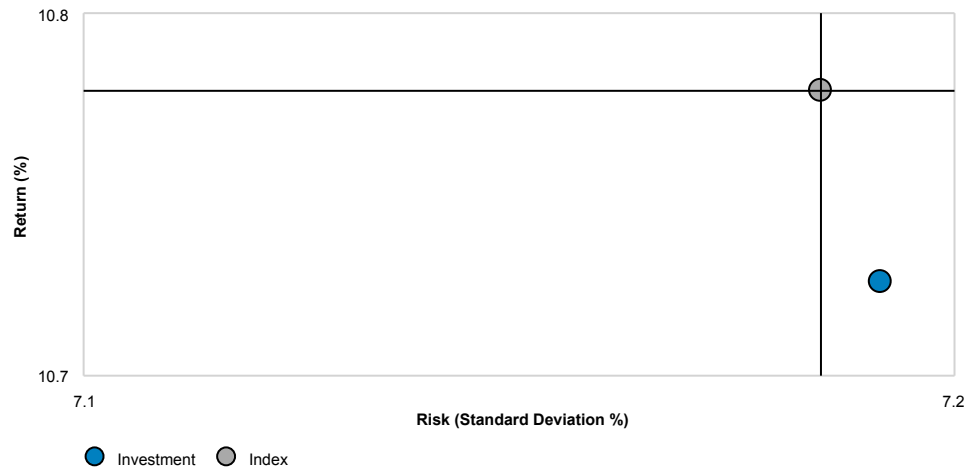 10.8
Return (%)
10.7
7.1
7.2
Risk (Standard Deviation %)
Investment
Index